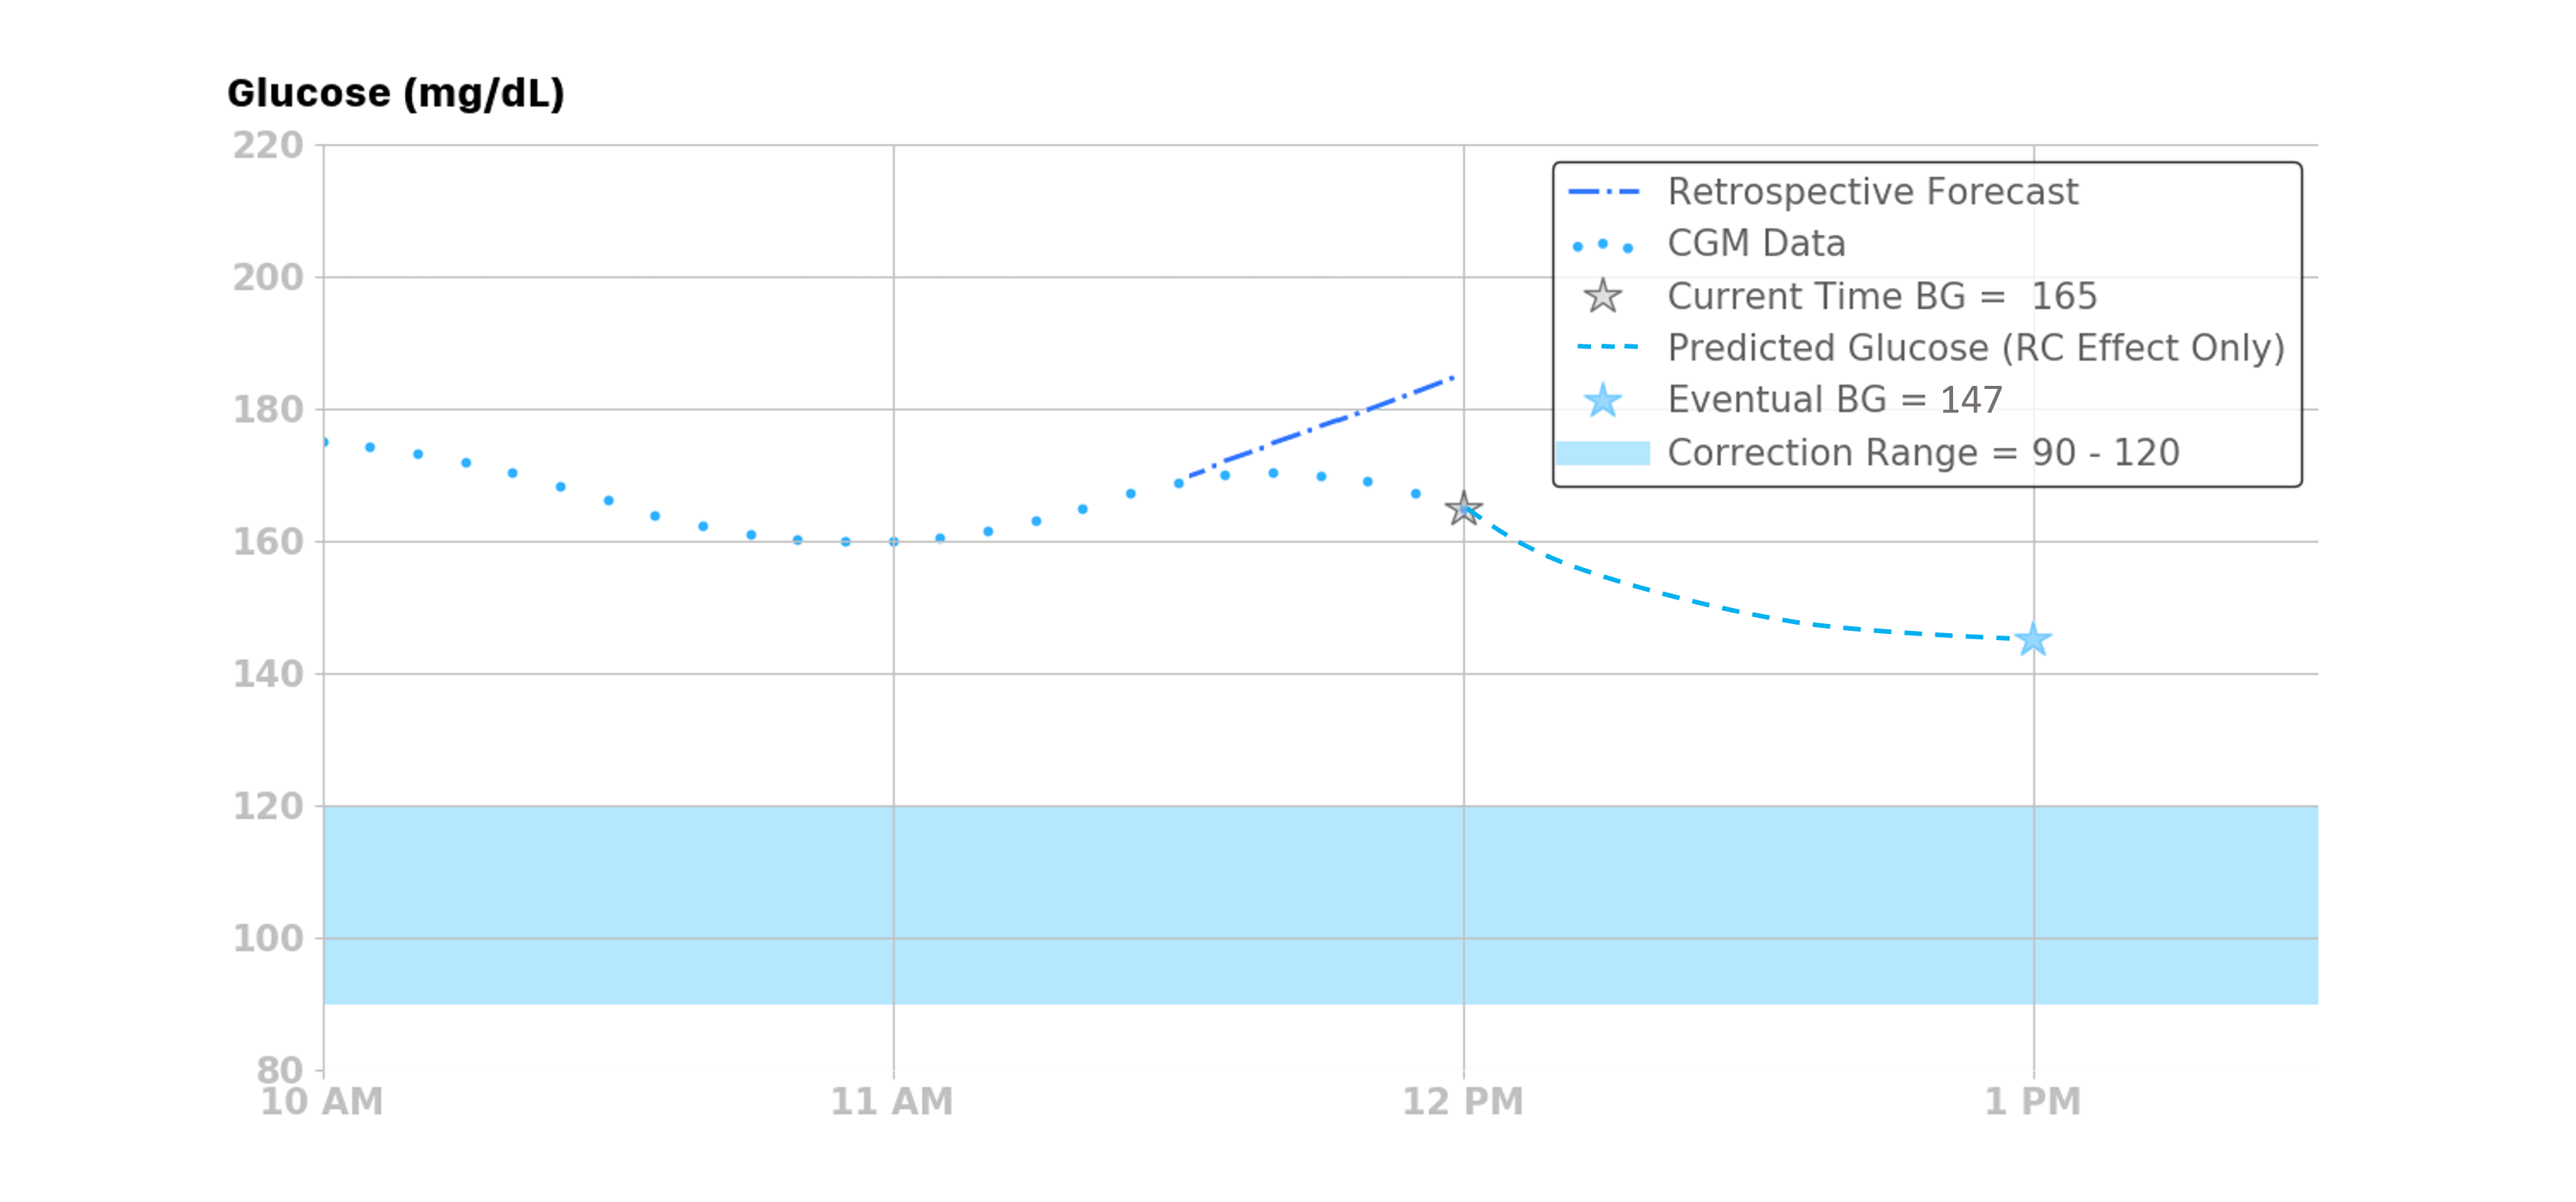 Glucose (mg/dL)
220
200
180
160
140
120
100
80
Retrospective Forecast
CGM Data
Current Time BG = 165
Predicted Glucose (RC Effect Only)
Eventual BG = 147
Correction Range = 90 - 120
10 AM
11 AM
12 PM
1 PM